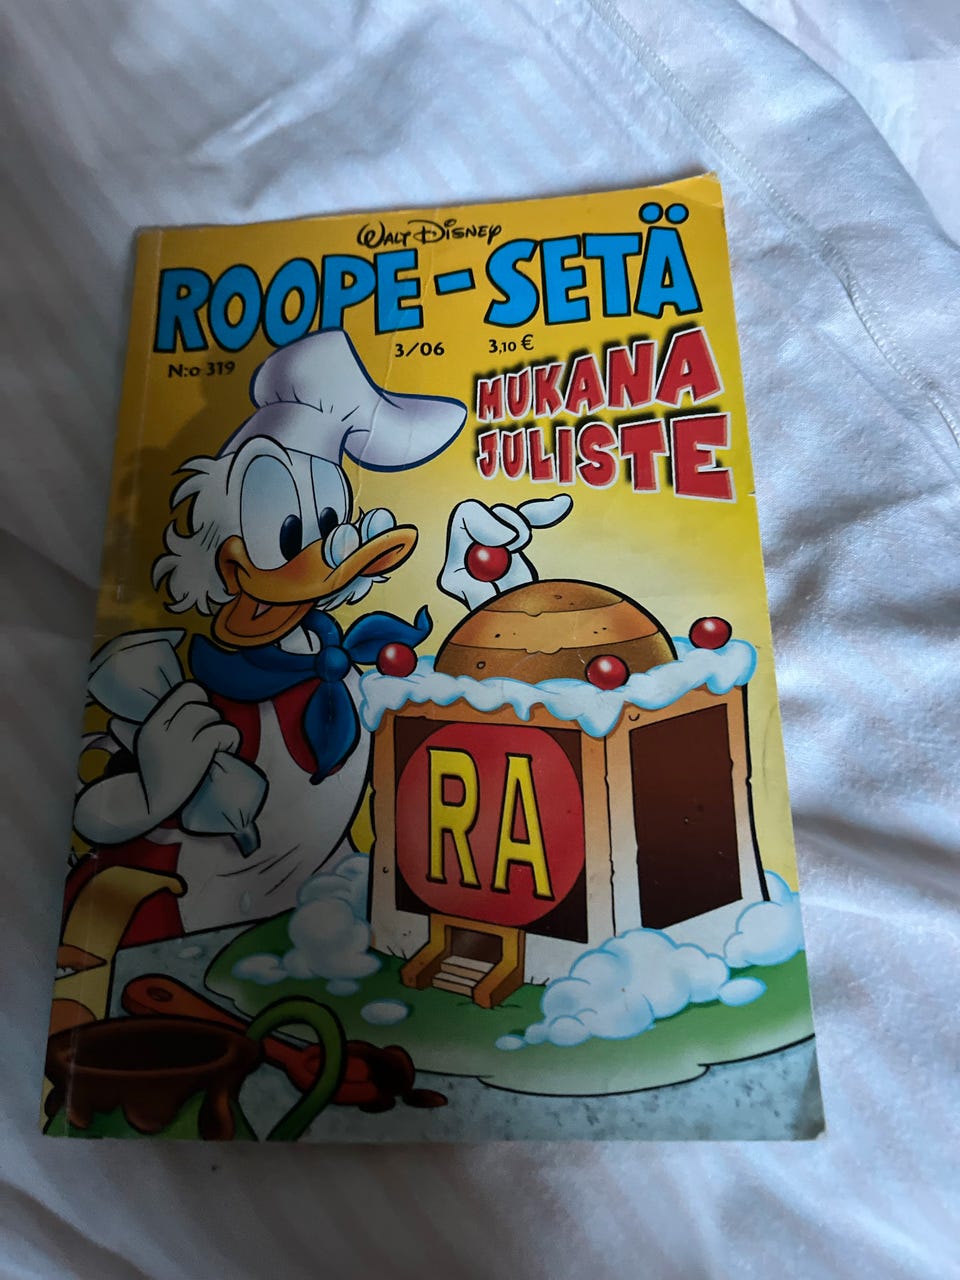 WALT DISNEY
ROOPE-SETÄ
N:o 319 3/06 3,10 €
MUKANA
JULISTE
RA